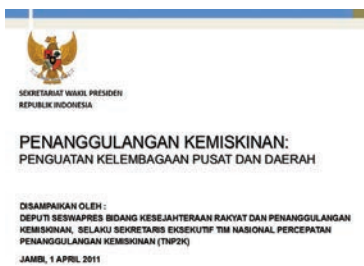 SEKRETARIAT WAKIL PRESIDEN
REPUBLIK INDONESIA
PENANGGULANGAN KEMISKINAN:
PENGUATAN KELEMBAGAAN PUSAT DAN DAERAH
DISAMPAIKAN OLEH :
DEPUTI SESWAPRES BIDANG KESEJAHTERAAN RAKYAT DAN PENANGGULANGAN
KEMISKINAN, SELAKU SEKRETARIS EKSEKUTIF TIM NASIONAL PERCEPATAN
PENANGGULANGAN KEMISKINAN (TNP2K)
JAMBI, 1 APRIL 2011